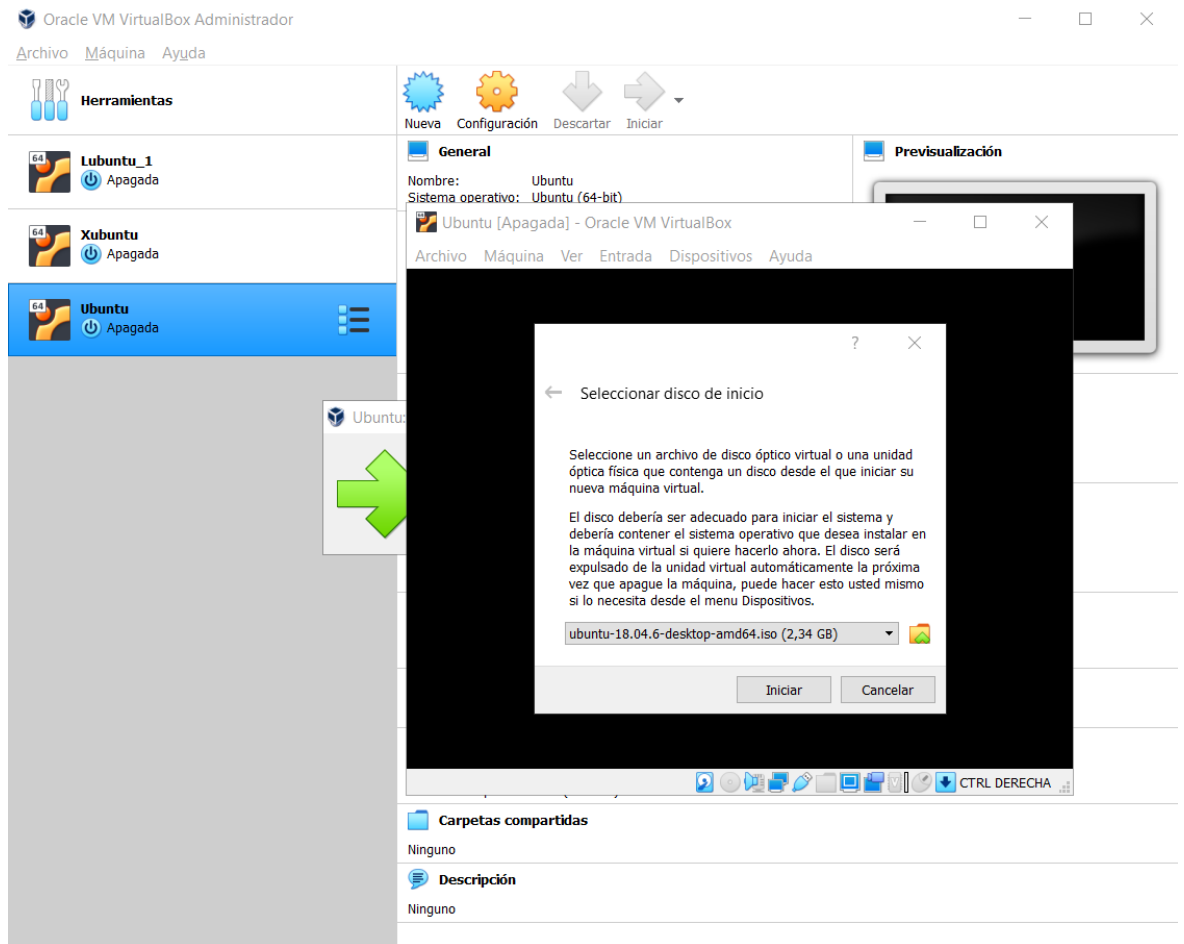 Oracle VM VirtualBox Administrador
Archivo Máquina Ayuda
Herramientas
Nueva Configuración Descartar Iniciar
64
Lubuntu_1
Apagada
64
Xubuntu
Apagada
64
Ubuntu
Apagada
General
Nombre: Ubuntu
Sistema operativo: Ubuntu (64-bit)
Previsualización
Ubuntu:
Ubuntu [Apagada] - Oracle VM VirtualBox
Archivo Máquina Ver Entrada Dispositivos Ayuda
?
← Seleccionar disco de inicio
Seleccione un archivo de disco óptico virtual o una unidad
óptica física que contenga un disco desde el que iniciar su
nueva máquina virtual.
El disco debería ser adecuado para iniciar el sistema y
debería contener el sistema operativo que desea instalar en
la máquina virtual si quiere hacerlo ahora. El disco será
expulsado de la unidad virtual automáticamente la próxima
vez que apague la máquina, puede hacer esto usted mismo
si lo necesita desde el menu Dispositivos.
ubuntu-18.04.6-desktop-amd64.iso (2,34 GB)
Iniciar Cancelar
CTRL DERECHA
Carpetas compartidas
Ninguno
Descripción
Ninguno